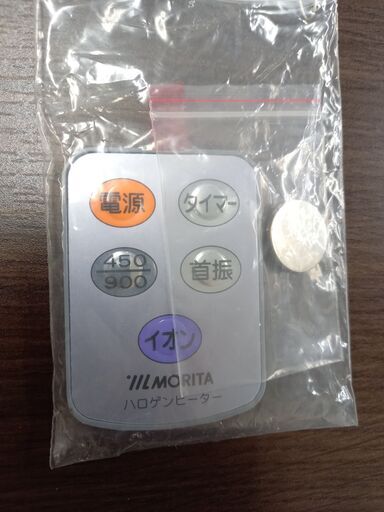 電源 タイマー
450
900
首振
イオン
MORITA
ハロゲンヒーター